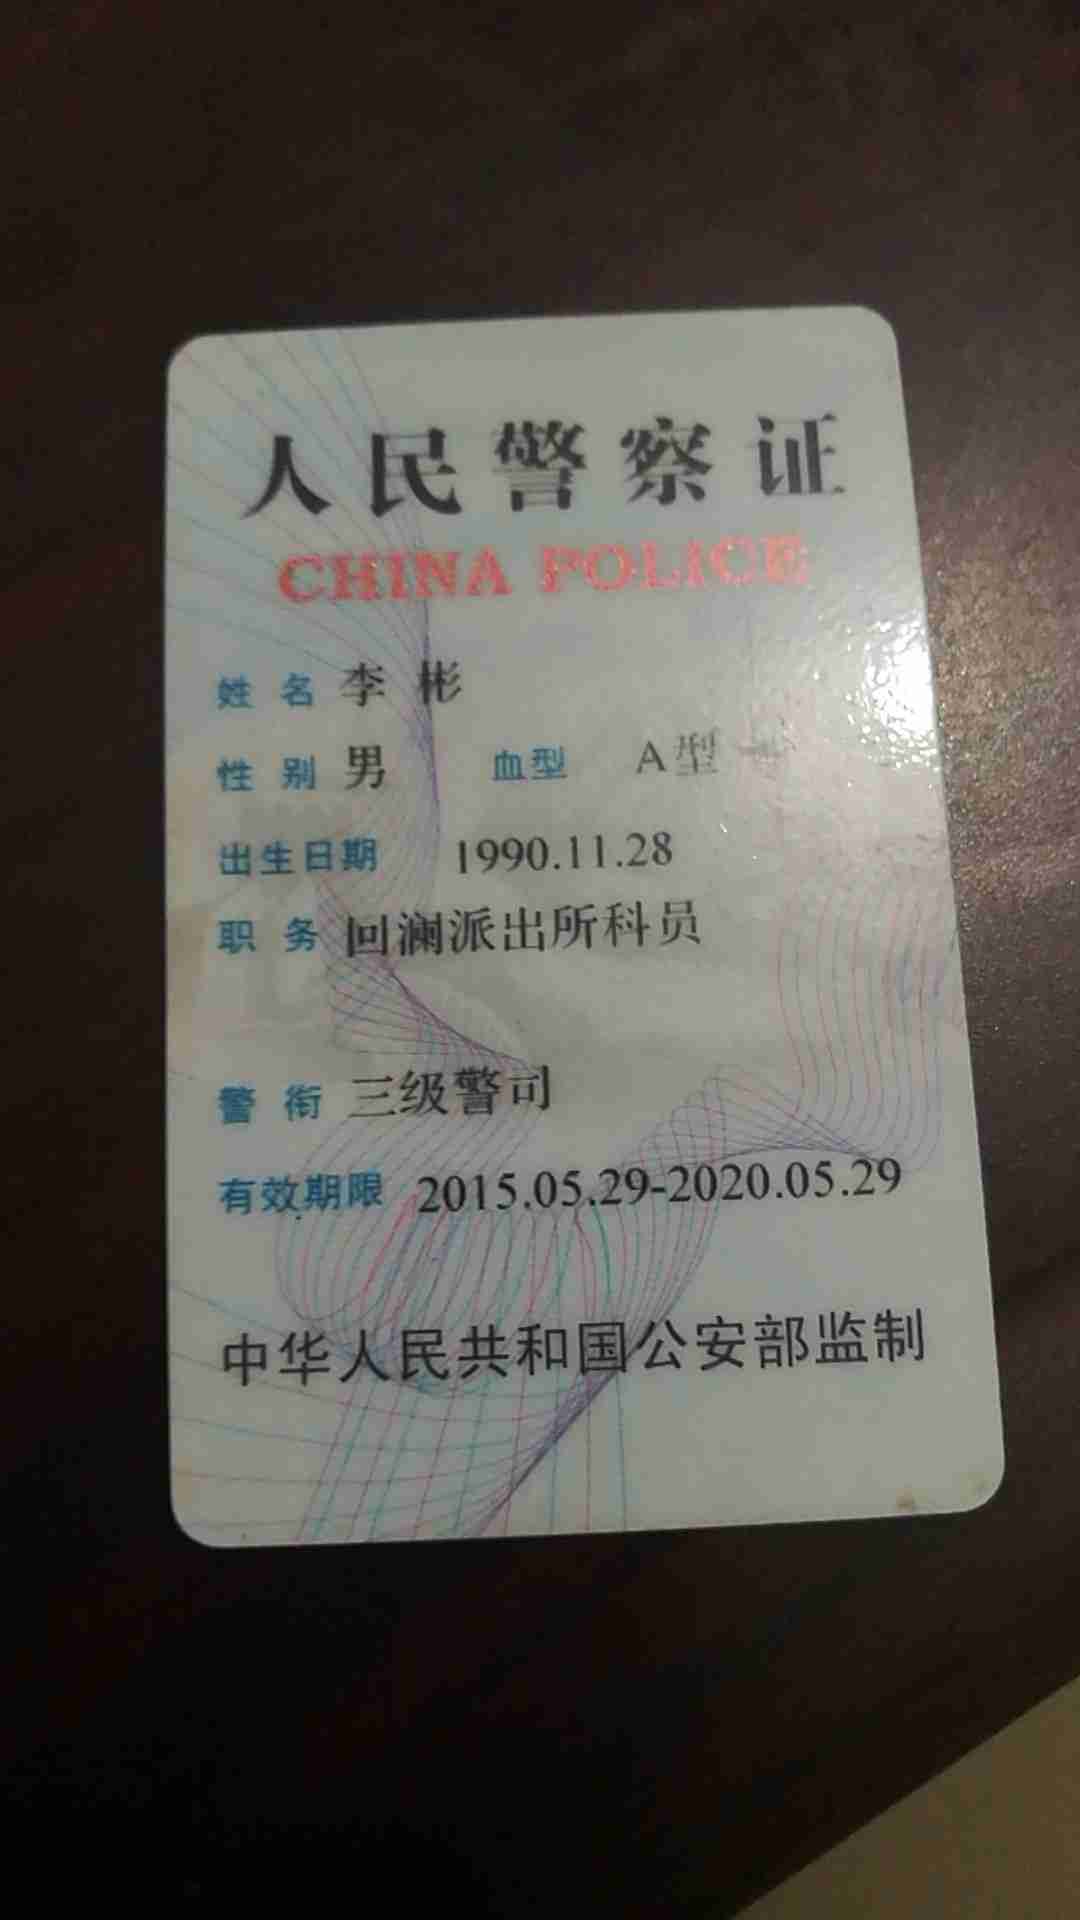 人民警察证
CHINA POLICE
姓名 李彬
性别 男 血型 A型
出生日期 1990.11.28
职务 回澜派出所科员
警衔 三级警司
有效期限 2015.05.29-2020.05.29
中华人民共和国公安部监制